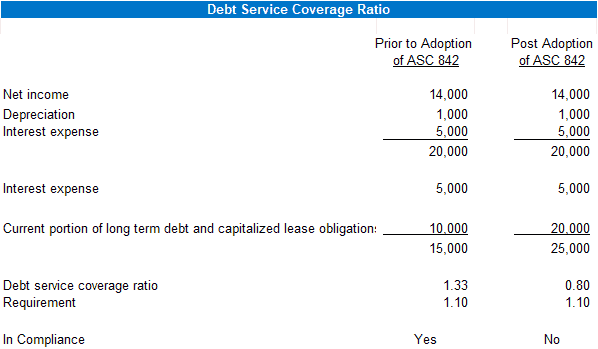 Debt Service Coverage Ratio
Prior to Adoption Post Adoption
of ASC 842 of ASC 842
Net income 14,000 14,000
Depreciation 1,000 1,000
Interest expense 5,000 5,000
20,000 20,000
Interest expense 5,000 5,000
Current portion of long term debt and capitalized lease obligation: 10,000 20,000
15,000 25,000
Debt service coverage ratio 1.33 0.80
Requirement 1.10 1.10
In Compliance Yes No